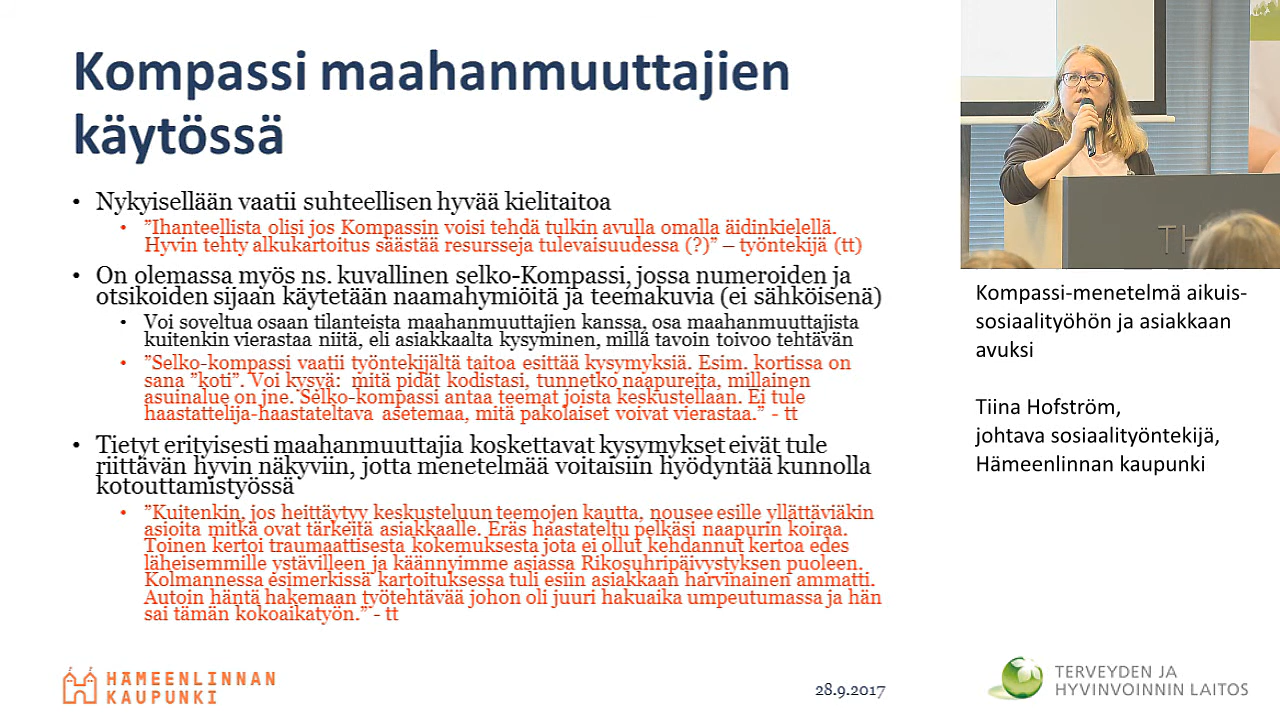 Kompassi maahanmuuttajien
käytössä
• Nykyisellään vaatii suhteellisen hyvää kielitaitoa
• ”Ihanteellista olisi jos Kompassin voisi tehdä tulkin avulla omalla äidinkielellä.
Hyvin tehty alkukartoitus säästää resursseja tulevaisuudessa (?)” – työntekijä (tt)
• On olemassa myös ns. kuvallinen selko-Kompassi, jossa numeroiden ja
otsikoiden sijaan käytetään naamahymiöitä ja teemakuvia (ei sähköisenä)
• Voi soveltua osaan tilanteista maahanmuuttajien kanssa, osa maahanmuuttajista
kuitenkin vierastaa niitä, eli asiakkaalta kysyminen, millä tavoin toivoo tehtävän
• ”Selko-kompassi vaatii työntekijältä taitoa esittää kysymyksiä. Esim. kortissa on
sana ”koti”. Voi kysyä: mitä pidät kodistasi, tunnetko naapureita, millainen
asuinalue on jne. Selko-kompassi antaa teemat joista keskustellaan. Ei tule
haastattelija-haastateltava asetemaa, mitä pakolaiset voivat vierastaa.” - tt
• Tietyt erityisesti maahanmuuttajia koskettavat kysymykset eivät tule
riittävän hyvin näkyviin, jotta menetelmää voitaisiin hyödyntää kunnolla
kotouttamistyössä
• ”Kuitenkin, jos heittäytyy keskusteluun teemojen kautta, nousee esille yllättäviäkin
asioita mitkä ovat tärkeitä asiakkaalle. Eräs haastateltu pelkäsi naapurin koiraa.
Toinen kertoi traumaattisesta kokemuksesta jota ei ollut kehdannut kertoa edes
läheisemmille ystävilleen ja käännyimme asiassa Rikosuhripäivystyksen puoleen.
Kolmannessa esimerkissä kartoituksessa tuli esiin asiakkaan harvinainen ammatti.
Autoin häntä hakemaan työtehtävää johon oli juuri hakuaika umpeutumassa ja hän
sai tämän kokoaikatyön.” - tt
HÄMEENLINNAN
KAUPUNKI
28.9.2017
TH
Kompassi-menetelmä aikuis-
sosiaalityöhön ja asiakkaan
avuksi
Tiina Hofström,
johtava sosiaalityöntekijä,
Hämeenlinnan kaupunki
TERVEYDEN JA
HYVINVOINNIN LAITOS